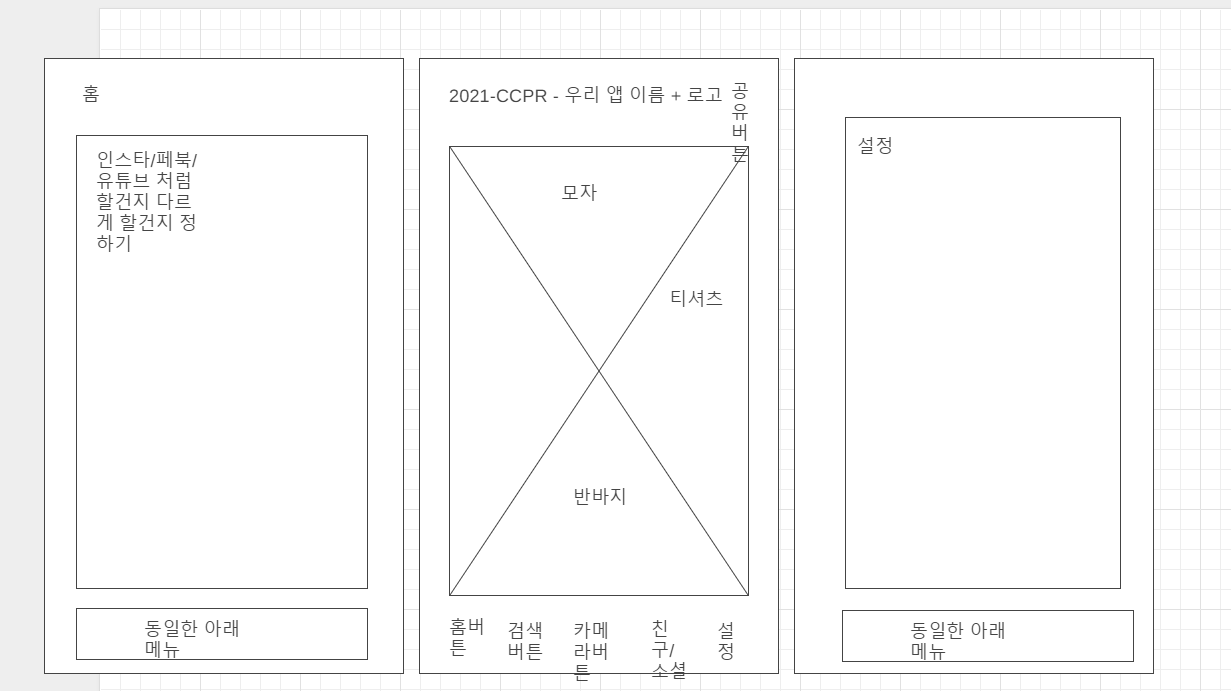 홈
인스타/페북/
유튜브 처럼
할건지 다르
게 할건지 정
하기
동일한 아래
메뉴
2021-CCPR - 우리 앱 이름 + 로고
공
유
버
튼
모자
티셔츠
반바지
홈버
튼
검색
버튼
카메
라버
튼
친
구/
소셜
설
정
설정
동일한 아래
메뉴